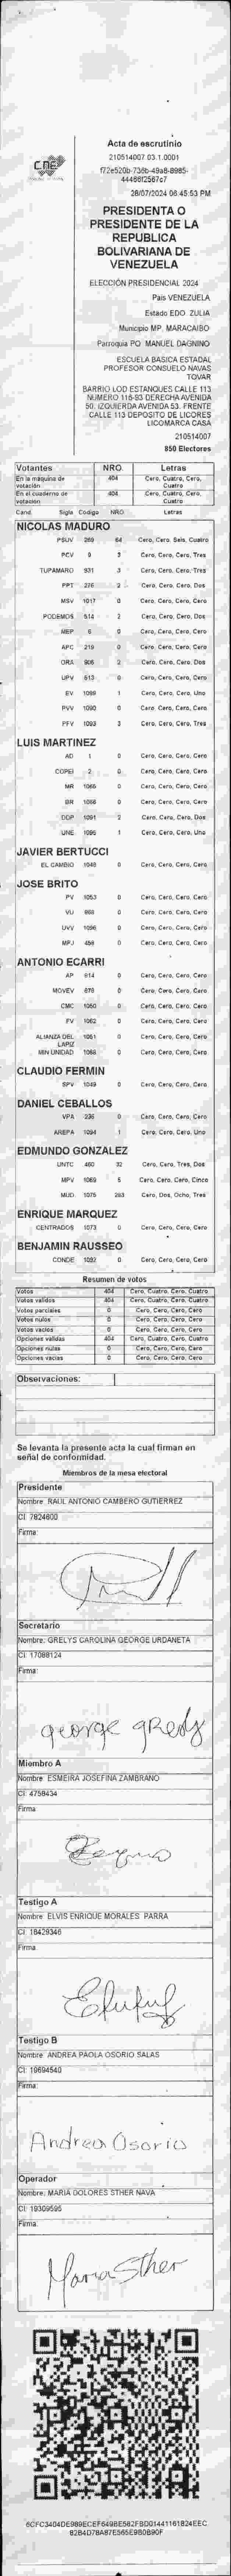 CNE
Acta de escrutinio
210514007 03.1.0001
f72e520b-736b-49a8-8985-
44466f2567c7
28/07/2024 06:45:53 PM
PRESIDENTA O
PRESIDENTE DE LA
REPUBLICA
BOLIVARIANA DE
VENEZUELA
ELECCIÓN PRESIDENCIAL 2024
Pais VENEZUELA
Estado EDO. ZULIA
Municipio MP. MARACAIBO
Parroquia PQ. MANUEL DAGNINO
ESCUELA BASICA ESTADAL
PROFESOR CONSUELO NAVAS
TOVAR
BARRIO LOD ESTANQUES CALLE 113
NUMERO 116-93 DERECHA AVENIDA
50. IZQUIERDA AVENIDA 53. FRENTE
CALLE 113 DEPOSITO DE LICORES
LICOMARCA CASA
210514007
850 Electores
Votantes NRO. Letras
En la máquina de votación 404 Cero, Cuatro, Cero, Cuatro
En el cuaderno de votación 404 Cero, Cuatro, Cero, Cuatro
Cand. Sigla Código NRO. Letras
NICOLAS MADURO
PSUV 269 64 Cero, Cero, Seis, Cuatro
PCV 9 3 Cero, Cero, Cero, Tres
TUPAMARO 931 3 Cero, Cero, Cero, Tres
PPT 276 2 Cero, Cero, Cero, Dos
MSV 1017 0 Cero, Cero, Cero, Cero
PODEMOS 514 2 Cero, Cero, Cero, Dos
MEP 6 0 Cero, Cero, Cero, Cero
APC 219 0 Cero, Cero, Cero, Cero
ORA 906 2 Cero, Cero, Cero, Dos
UPV 613 0 Cero, Cero, Cero, Cero
EV 1098 1 Cero, Cero, Cero, Uno
PVV 1090 0 Cero, Cero, Cero, Cero
PFV 1093 3 Cero, Cero, Cero, Tres
LUIS MARTINEZ
AD 1 0 Cero, Cero, Cero, Cero
COPEI 2 0 Cero, Cero, Cero, Cero
MR 1065 0 Cero, Cero, Cero, Cero
BR 1056 0 Cero, Cero, Cero, Cero
DDP 1091 2 Cero, Cero, Cero, Dos
UNE 1095 1 Cero, Cero, Cero, Uno
JAVIER BERTUCCI
EL CAMBIO 1048 0 Cero, Cero, Cero, Cero
JOSE BRITO
PV 1053 0 Cero, Cero, Cero, Cero
VU 868 0 Cero, Cero, Cero, Cero
UVV 1096 0 Cero, Cero, Cero, Cero
MPJ 459 0 Cero, Cero, Cero, Cero
ANTONIO ECARRI
AP 914 0 Cero, Cero, Cero, Cero
MOVEV 876 0 Cero, Cero, Cero, Cero
CMC 1050 0 Cero, Cero, Cero, Cero
FV 1062 0 Cero, Cero, Cero, Cero
ALIANZA DEL LAPIZ 1051 0 Cero, Cero, Cero, Cero
MIN UNIDAD 1058 0 Cero, Cero, Cero, Cero
CLAUDIO FERMIN
SPV 1049 0 Cero, Cero, Cero, Cero
DANIEL CEBALLOS
VPA 236 0 Cero, Cero, Cero, Cero
AREPA 1094 1 Cero, Cero, Cero, Uno
EDMUNDO GONZALEZ
UNTC 460 32 Cero, Cero, Tres, Dos
MPV 1069 5 Cero, Cero, Cero, Cinco
MUD 1075 283 Cero, Dos, Ocho, Tres
ENRIQUE MARQUEZ
CENTRADOS 1073 0 Cero, Cero, Cero, Cero
BENJAMIN RAUSSEO
CONDE 1092 0 Cero, Cero, Cero, Cero
Resumen de votos
Votos 404 Cero, Cuatro, Cero, Cuatro
Votos validos 404 Cero, Cuatro, Cero, Cuatro
Votos parciales 0 Cero, Cero, Cero, Cero
Votos nulos 0 Cero, Cero, Cero, Cero
Votos vacios 0 Cero, Cero, Cero, Cero
Opciones validas 404 Cero, Cuatro, Cero, Cuatro
Opciones nulas 0 Cero, Cero, Cero, Cero
Opciones vacias 0 Cero, Cero, Cero, Cero
Observaciones:
Se levanta la presente acta la cual firman en
señal de conformidad.
Miembros de la mesa electoral
Presidente
Nombre: RAUL ANTONIO CAMBERO GUTIERREZ
CI: 7824600
Firma:
Secretario
Nombre: GRELYS CAROLINA GEORGE URDANETA
CI: 17088124
Firma:
george grely
Miembro A
Nombre: ESMEIRA JOSEFINA ZAMBRANO
CI: 4758434
Firma:
Testigo A
Nombre: ELVIS ENRIQUE MORALES PARRA
CI: 18429346
Firma:
Testigo B
Nombre: ANDREA PAOLA OSORIO SALAS
CI: 19694540
Firma:
Andrea Osorio
Operador
Nombre: MARIA DOLORES STHER NAVA
CI: 19309595
Firma:
Maria Sther
6CFC3404DE989ECEF649BE562FBD01441161B24EEC
82B4D78A87E565E9B0B90F